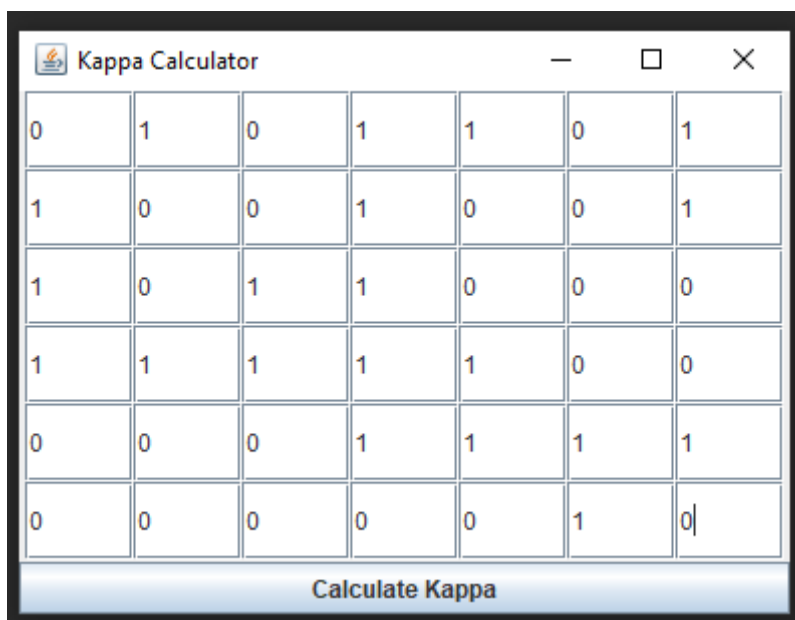 Kappa Calculator
0 1 0 1 1 0 1
1 0 0 1 0 0 1
1 0 1 1 0 0 0
1 1 1 1 1 0 0
0 0 0 1 1 1 1
0 0 0 0 0 1 0
Calculate Kappa